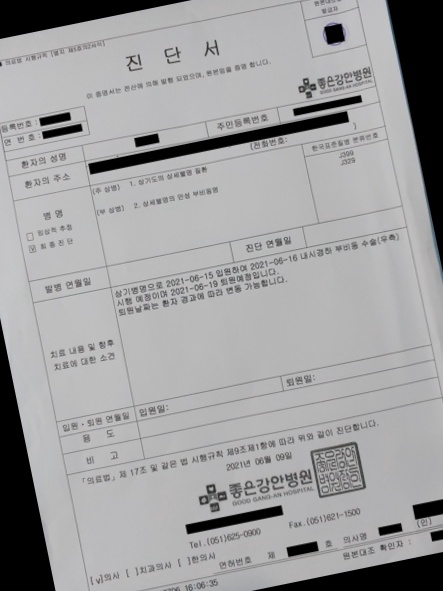 ■ 의료법 시행규칙 [별지 제5호의2서식]
원본대조필
발급자
진 단 서
이 증명서는 전산에 의해 발행 되었으며, 원본임을 증명 합니다.
좋은강안병원
GOOD GANG-AN HOSPITAL
등록번호 :
연 번호 :
주민등록번호
환자의 성명
환자의 주소
(전화번호: )
병 명
한국표준질병 분류번호
(주 상병) 1. 상기도의 상세불명 질환
J399
(부 상병) 2. 상세불명의 만성 부비동염
J329
□ 임상적 추정
☑ 최 종 진 단
발병 연월일
진단 연월일
상기병명으로 2021-06-15 입원하여 2021-06-16 내시경하 부비동 수술(우측)
시행 예정이며 2021-06-19 퇴원예정입니다.
퇴원날짜는 환자 경과에 따라 변동 가능합니다.
치료 내용 및 향후
치료에 대한 소견
입원·퇴원 연월일
입원일:
퇴원일:
용 도
비 고
「의료법」 제 17조 및 같은 법 시행규칙 제9조제1항에 따라 위와 같이 진단합니다.
2021년 06월 09일
좋은강안병원
GOOD GANG-AN HOSPITAL
Tel.(051)625-0900
Fax.(051)621-1500
[v]의사 [ ]치과의사 [ ]한의사
면허번호 제 호 의사명 (인)
원본대조 확인자 :
16:06:35